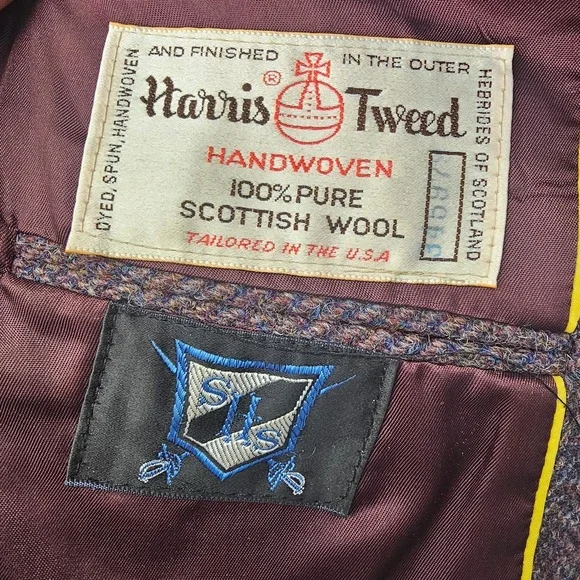 DYED, SPUN, HANDWOVEN
AND FINISHED IN THE OUTER
HEBRIDES OF SCOTLAND
Harris ® Tweed
HANDWOVEN
100% PURE
SCOTTISH WOOL
TAILORED IN THE U.S.A